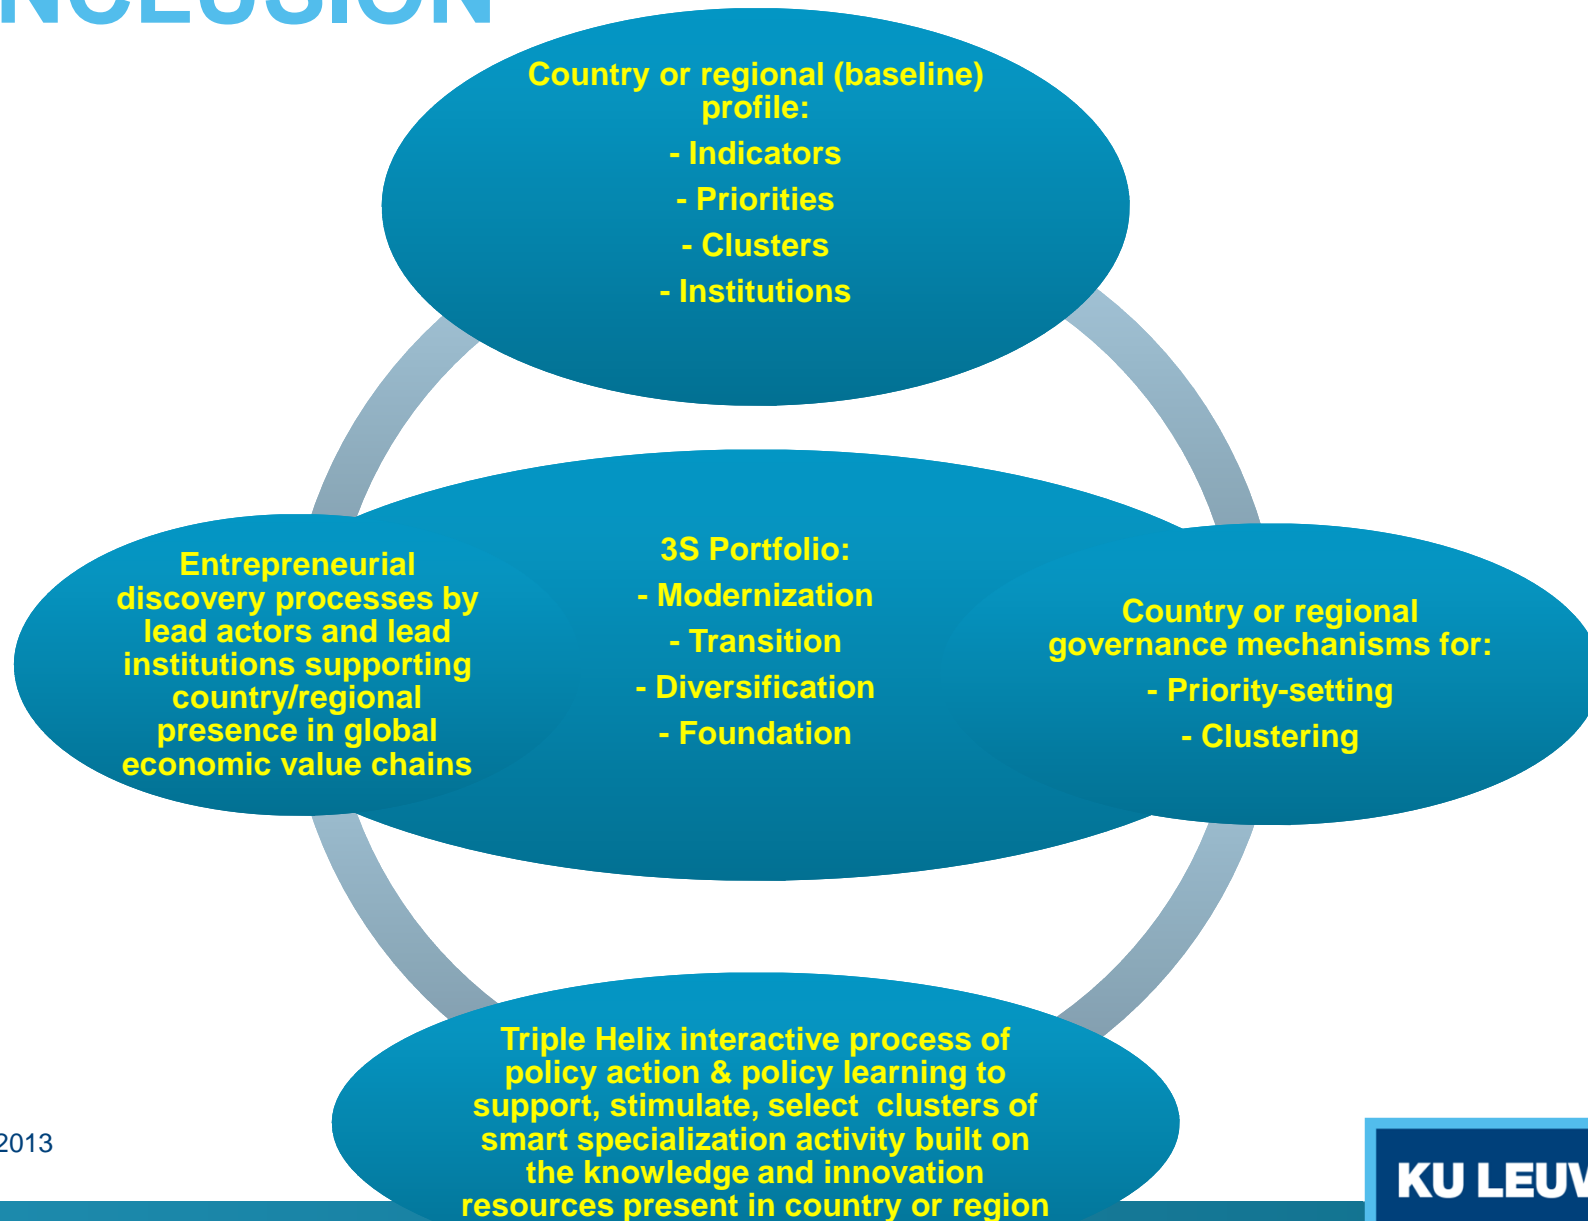 NCLUSION
Country or regional (baseline)
profile:
- Indicators
- Priorities
- Clusters
- Institutions
Entrepreneurial
discovery processes by
lead actors and lead
institutions supporting
country/regional
presence in global
economic value chains
3S Portfolio:
- Modernization
- Transition
- Diversification
- Foundation
Country or regional
governance mechanisms for:
- Priority-setting
- Clustering
Triple Helix interactive process of
policy action & policy learning to
support, stimulate, select clusters of
smart specialization activity built on
the knowledge and innovation
resources present in country or region
2013
KU LEUV